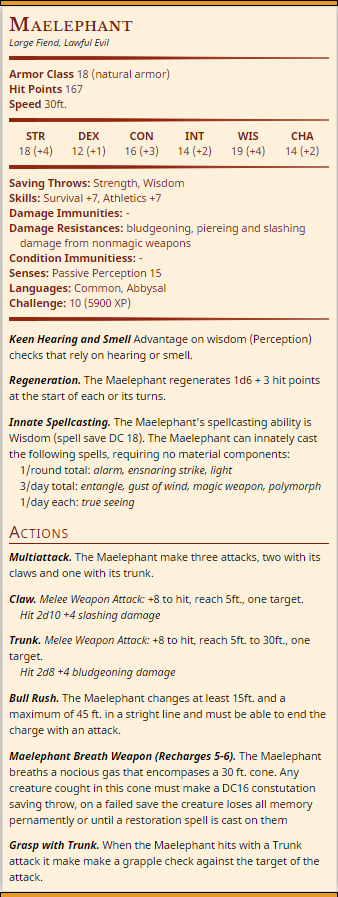 Maelephant
Large Fiend, Lawful Evil
Armor Class 18 (natural armor)
Hit Points 167
Speed 30ft.
STR DEX CON INT WIS CHA
18 (+4) 12 (+1) 16 (+3) 14 (+2) 19 (+4) 14 (+2)
Saving Throws: Strength, Wisdom
Skills: Survival +7, Athletics +7
Damage Immunities: -
Damage Resistances: bludgeoning, piereing and slashing
damage from nonmagic weapons
Condition Immunitiess: -
Senses: Passive Perception 15
Languages: Common, Abbysal
Challenge: 10 (5900 XP)
Keen Hearing and Smell Advantage on wisdom (Perception)
checks that rely on hearing or smell.
Regeneration. The Maelephant regenerates 1d6 + 3 hit points
at the start of each or its turns.
Innate Spellcasting. The Maelephant's spellcasting ability is
Wisdom (spell save DC 18). The Maelephant can innately cast
the following spells, requiring no material components:
1/round total: alarm, ensnaring strike, light
3/day total: entangle, gust of wind, magic weapon, polymorph
1/day each: true seeing
Actions
Multiattack. The Maelephant make three attacks, two with its
claws and one with its trunk.
Claw. Melee Weapon Attack: +8 to hit, reach 5ft., one target.
Hit 2d10 +4 slashing damage
Trunk. Melee Weapon Attack: +8 to hit, reach 5ft. to 30ft., one
target.
Hit 2d8 +4 bludgeoning damage
Bull Rush. The Maelephant changes at least 15ft. and a
maximum of 45 ft. in a stright line and must be able to end the
charge with an attack.
Maelephant Breath Weapon (Recharges 5-6). The Maelephant
breaths a nocious gas that encompases a 30 ft. cone. Any
creature cought in this cone must make a DC16 constutation
saving throw, on a failed save the creature loses all memory
pernamently or until a restoration spell is cast on them
Grasp with Trunk. When the Maelephant hits with a Trunk
attack it make make a grapple check against the target of the
attack.